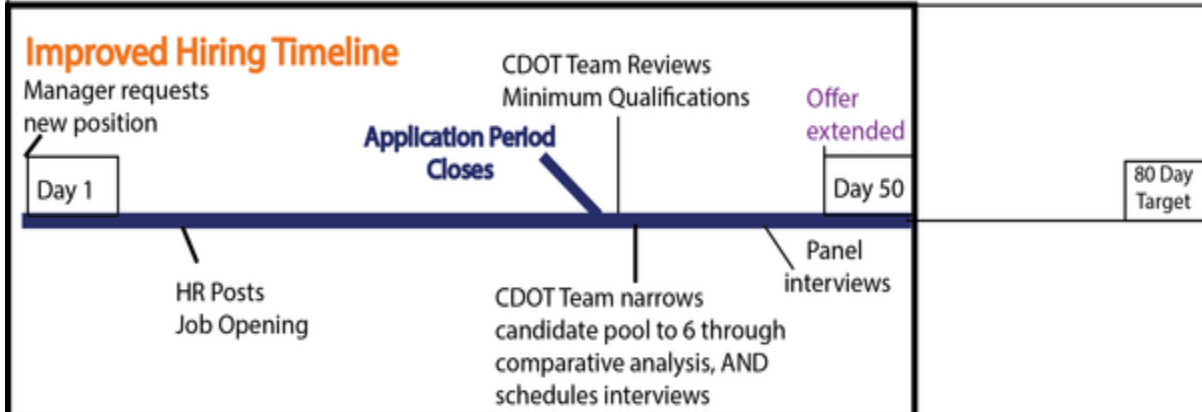 Improved Hiring Timeline
Manager requests
new position
CDOT Team Reviews
Minimum Qualifications
Offer
extended
Application Period
Closes
Day 1
Day 50
80 Day
Target
HR Posts
Job Opening
CDOT Team narrows
candidate pool to 6 through
comparative analysis, AND
schedules interviews
Panel
interviews